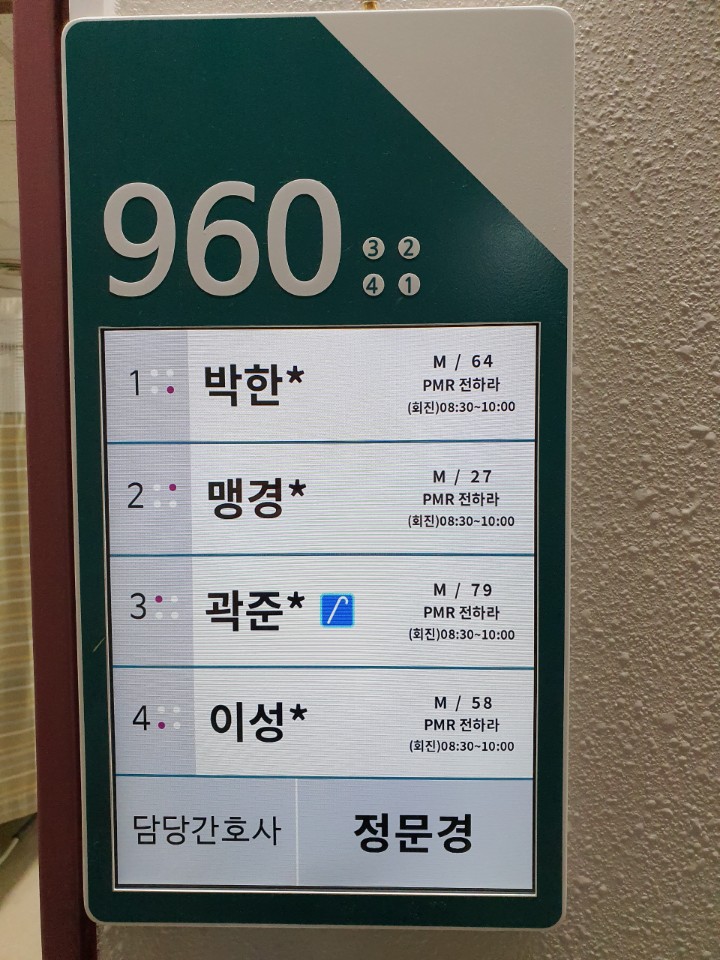 960
3 2
4 1
1 박한* M / 64
PMR 전하라
(회진)08:30~10:00
2 맹경* M / 27
PMR 전하라
(회진)08:30~10:00
3 곽준* M / 79
PMR 전하라
(회진)08:30~10:00
4 이성* M / 58
PMR 전하라
(회진)08:30~10:00
담당간호사 정문경